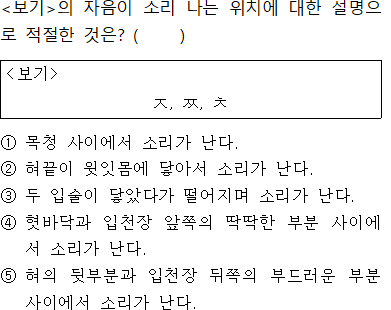 <보기>의 자음이 소리 나는 위치에 대한 설명으
로 적절한 것은? (      )
<보기>
ㅈ, ㅉ, ㅊ
① 목청 사이에서 소리가 난다.
② 혀끝이 윗잇몸에 닿아서 소리가 난다.
③ 두 입술이 닿았다가 떨어지며 소리가 난다.
④ 혓바닥과 입천장 앞쪽의 딱딱한 부분 사이에
서 소리가 난다.
⑤ 혀의 뒷부분과 입천장 뒤쪽의 부드러운 부분
사이에서 소리가 난다.